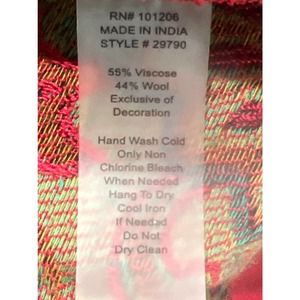 RN# 101206
MADE IN INDIA
STYLE # 29790
55% Viscose
44% Wool
Exclusive of
Decoration
Hand Wash Cold
Only Non
Chlorine Bleach
When Needed
Hang To Dry
Cool Iron
If Needed
Do Not
Dry Clean